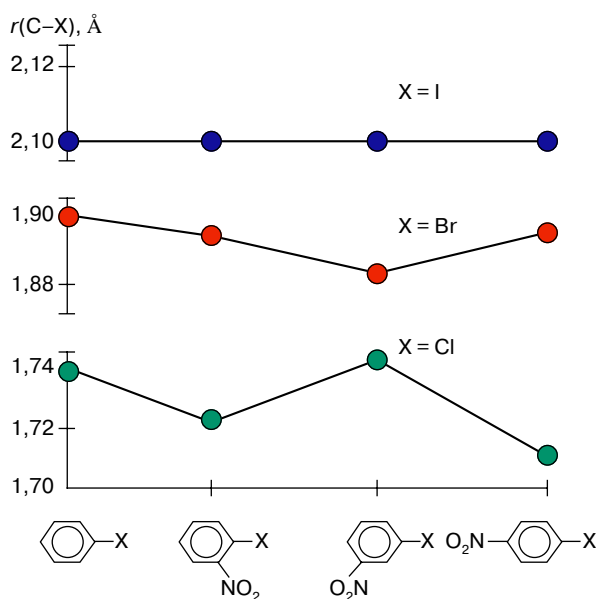 r(C–X), Å
2,12
X = I
2,10
1,90
X = Br
1,88
X = Cl
1,74
1,72
1,70
X
X
NO₂
X
O₂N
O₂N
X